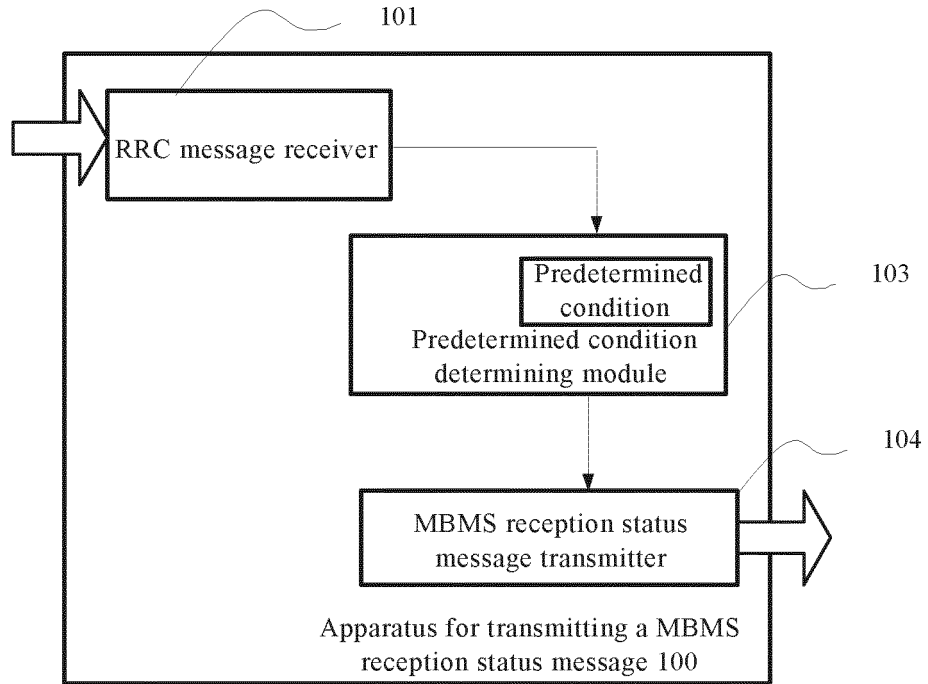 101
RRC message receiver
Predetermined
condition
103
Predetermined condition
determining module
104
MBMS reception status
message transmitter
Apparatus for transmitting a MBMS
reception status message 100